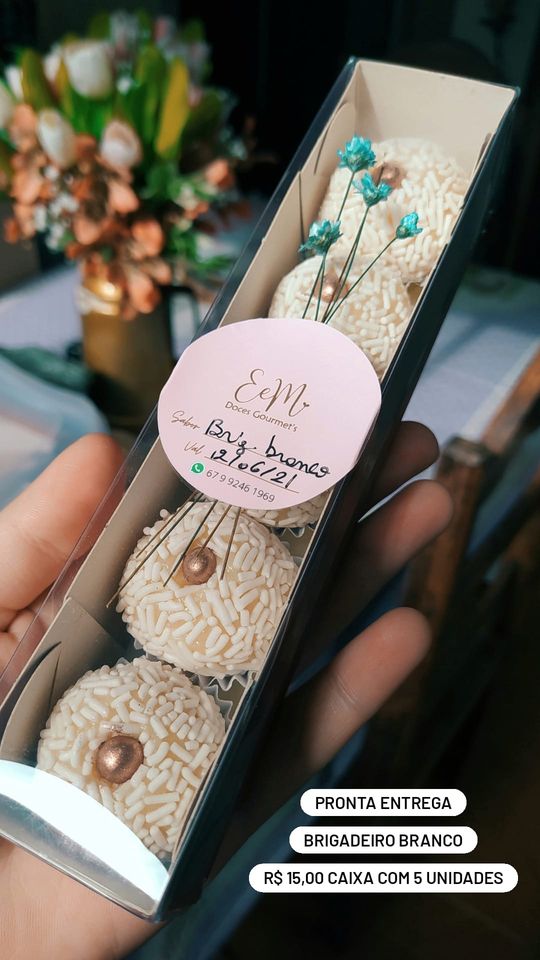 EeM
Doces Gourmet's
Sabor Brig. branco
Val. 12/06/21
67 9 9246 1969
PRONTA ENTREGA
BRIGADEIRO BRANCO
R$ 15,00 CAIXA COM 5 UNIDADES